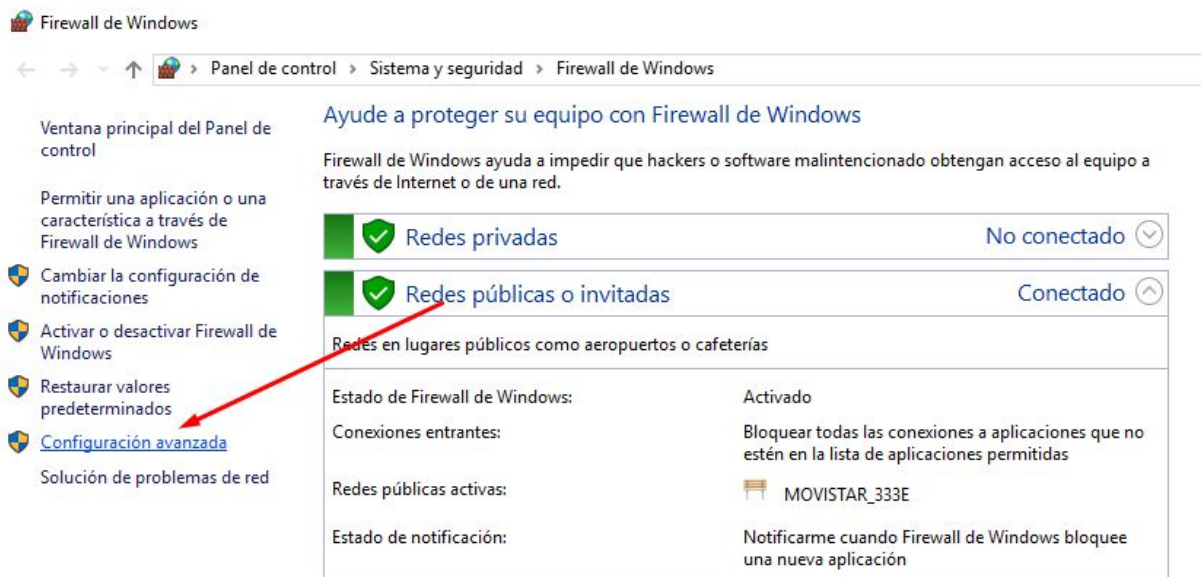 Firewall de Windows
Panel de control > Sistema y seguridad > Firewall de Windows
Ventana principal del Panel de
control
Permitir una aplicación o una
característica a través de
Firewall de Windows
Cambiar la configuración de
notificaciones
Activar o desactivar Firewall de
Windows
Restaurar valores
predeterminados
Configuración avanzada
Solución de problemas de red
Ayude a proteger su equipo con Firewall de Windows
Firewall de Windows ayuda a impedir que hackers o software malintencionado obtengan acceso al equipo a
través de Internet o de una red.
Redes privadas No conectado
Redes públicas o invitadas Conectado
Redes en lugares públicos como aeropuertos o cafeterías
Estado de Firewall de Windows: Activado
Conexiones entrantes: Bloquear todas las conexiones a aplicaciones que no
estén en la lista de aplicaciones permitidas
Redes públicas activas: MOVISTAR_333E
Estado de notificación: Notificarme cuando Firewall de Windows bloquee
una nueva aplicación